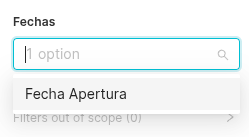 Fechas
1 option
Fecha Apertura
Filters out of scope (0)